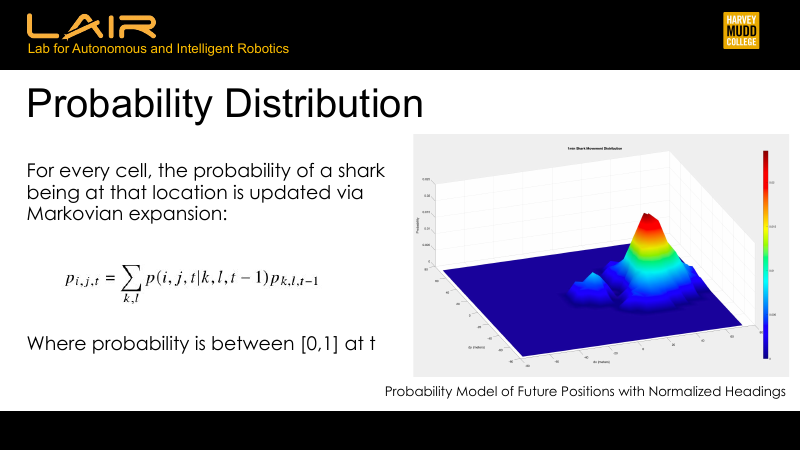 LAIR
Lab for Autonomous and Intelligent Robotics
HARVEY
MUDD
COLLEGE
Probability Distribution
For every cell, the probability of a shark
being at that location is updated via
Markovian expansion:
p_{i,j,t} = \sum_{k,l} p(i, j, t|k, l, t − 1)p_{k,l,t−1}
Where probability is between [0,1] at t
Probability
Probability Model of Future Positions with Normalized Headings